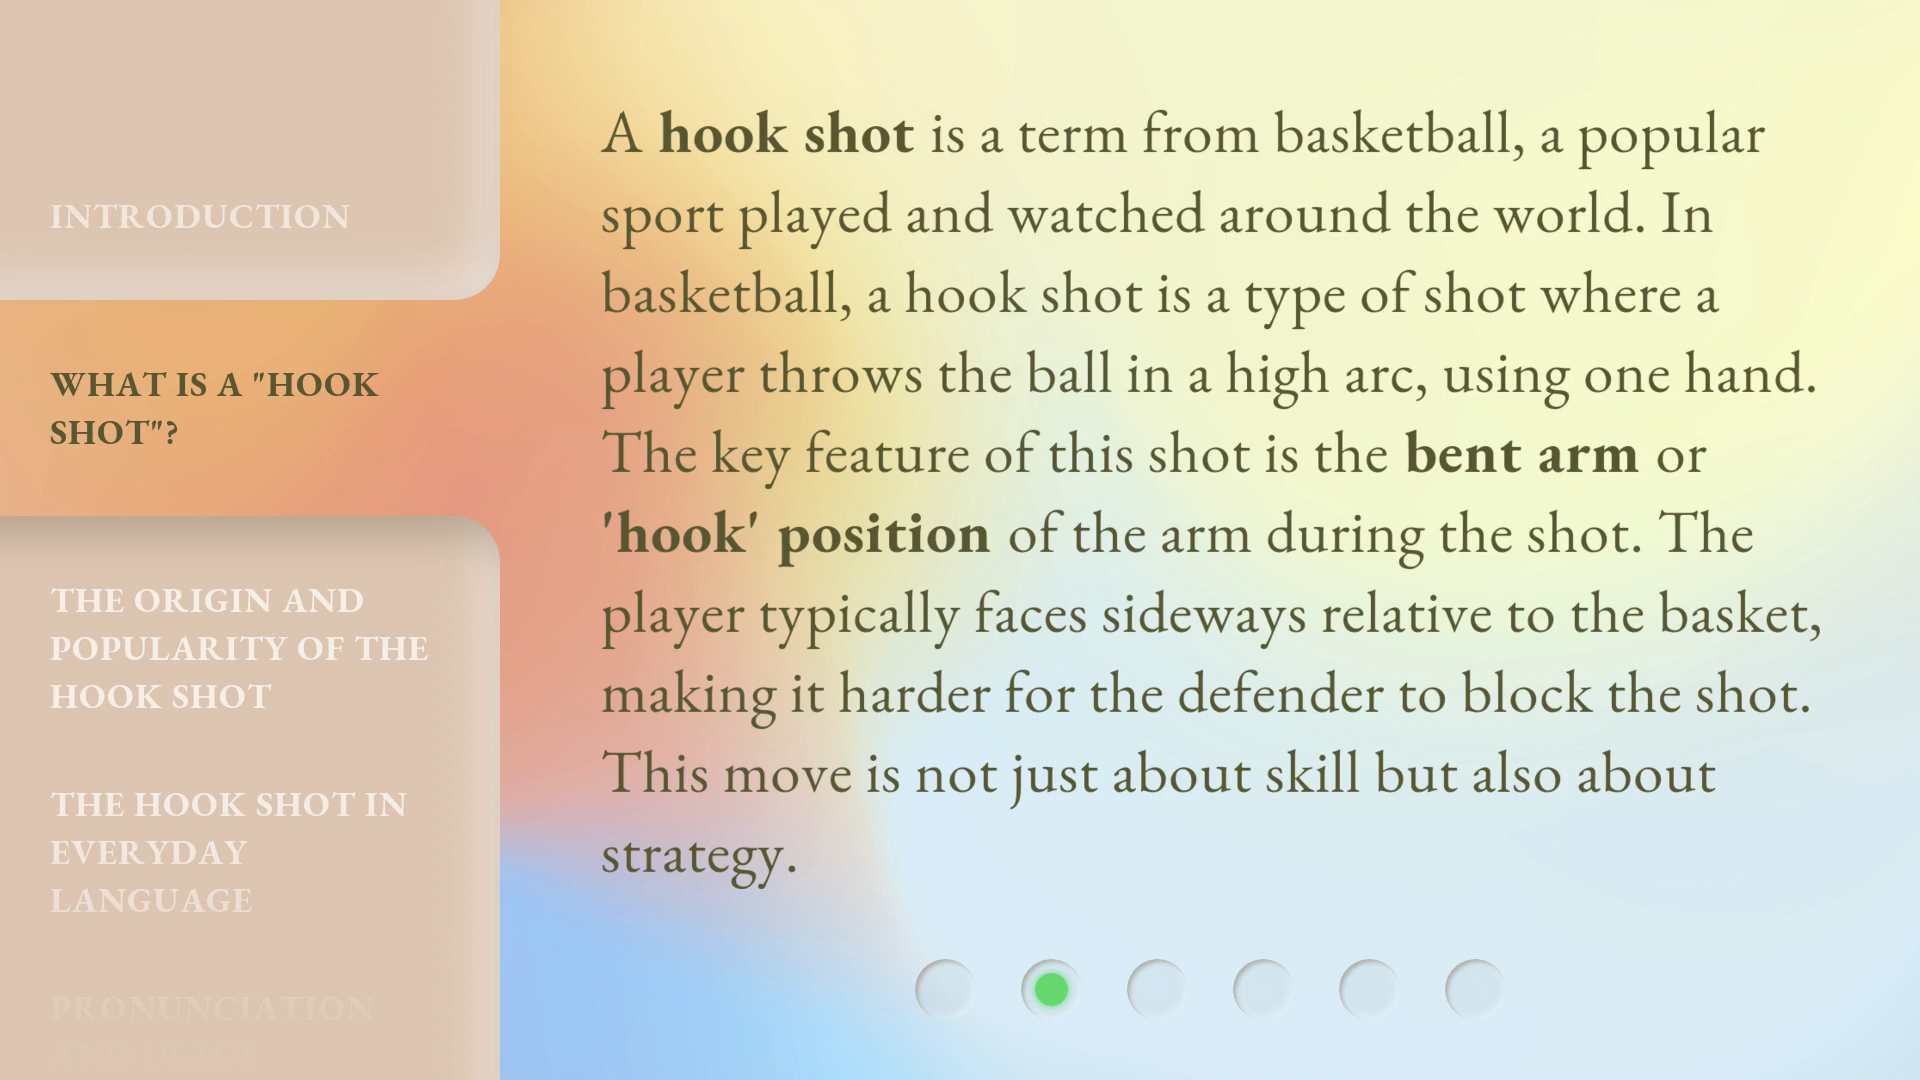 INTRODUCTION
WHAT IS A "HOOK
SHOT"?
THE ORIGIN AND
POPULARITY OF THE
HOOK SHOT
THE HOOK SHOT IN
EVERYDAY
LANGUAGE
PRONUNCIATION
A hook shot is a term from basketball, a popular
sport played and watched around the world. In
basketball, a hook shot is a type of shot where a
player throws the ball in a high arc, using one hand.
The key feature of this shot is the bent arm or
'hook' position of the arm during the shot. The
player typically faces sideways relative to the basket,
making it harder for the defender to block the shot.
This move is not just about skill but also about
strategy.